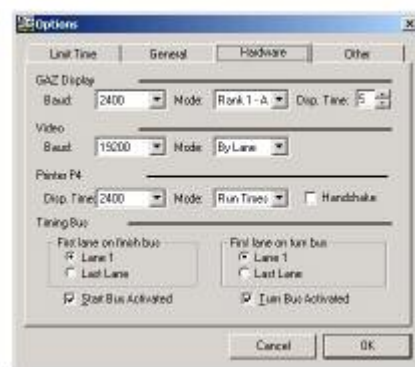 Options
Limit Time General Hardware Other
GAZ Display
Baud: 2400 Mode: Rank 1 - A Disp. Time: 5
Video
Baud: 19200 Mode: By Lane
Printer P4
Disp. Time: 2400 Mode: Run Times Handshake
Timing Bus
First lane on finish bus First lane on turn bus
Lane 1 Lane 1
Last Lane Last Lane
Start Bus Activated Turn Bus Activated
Cancel OK